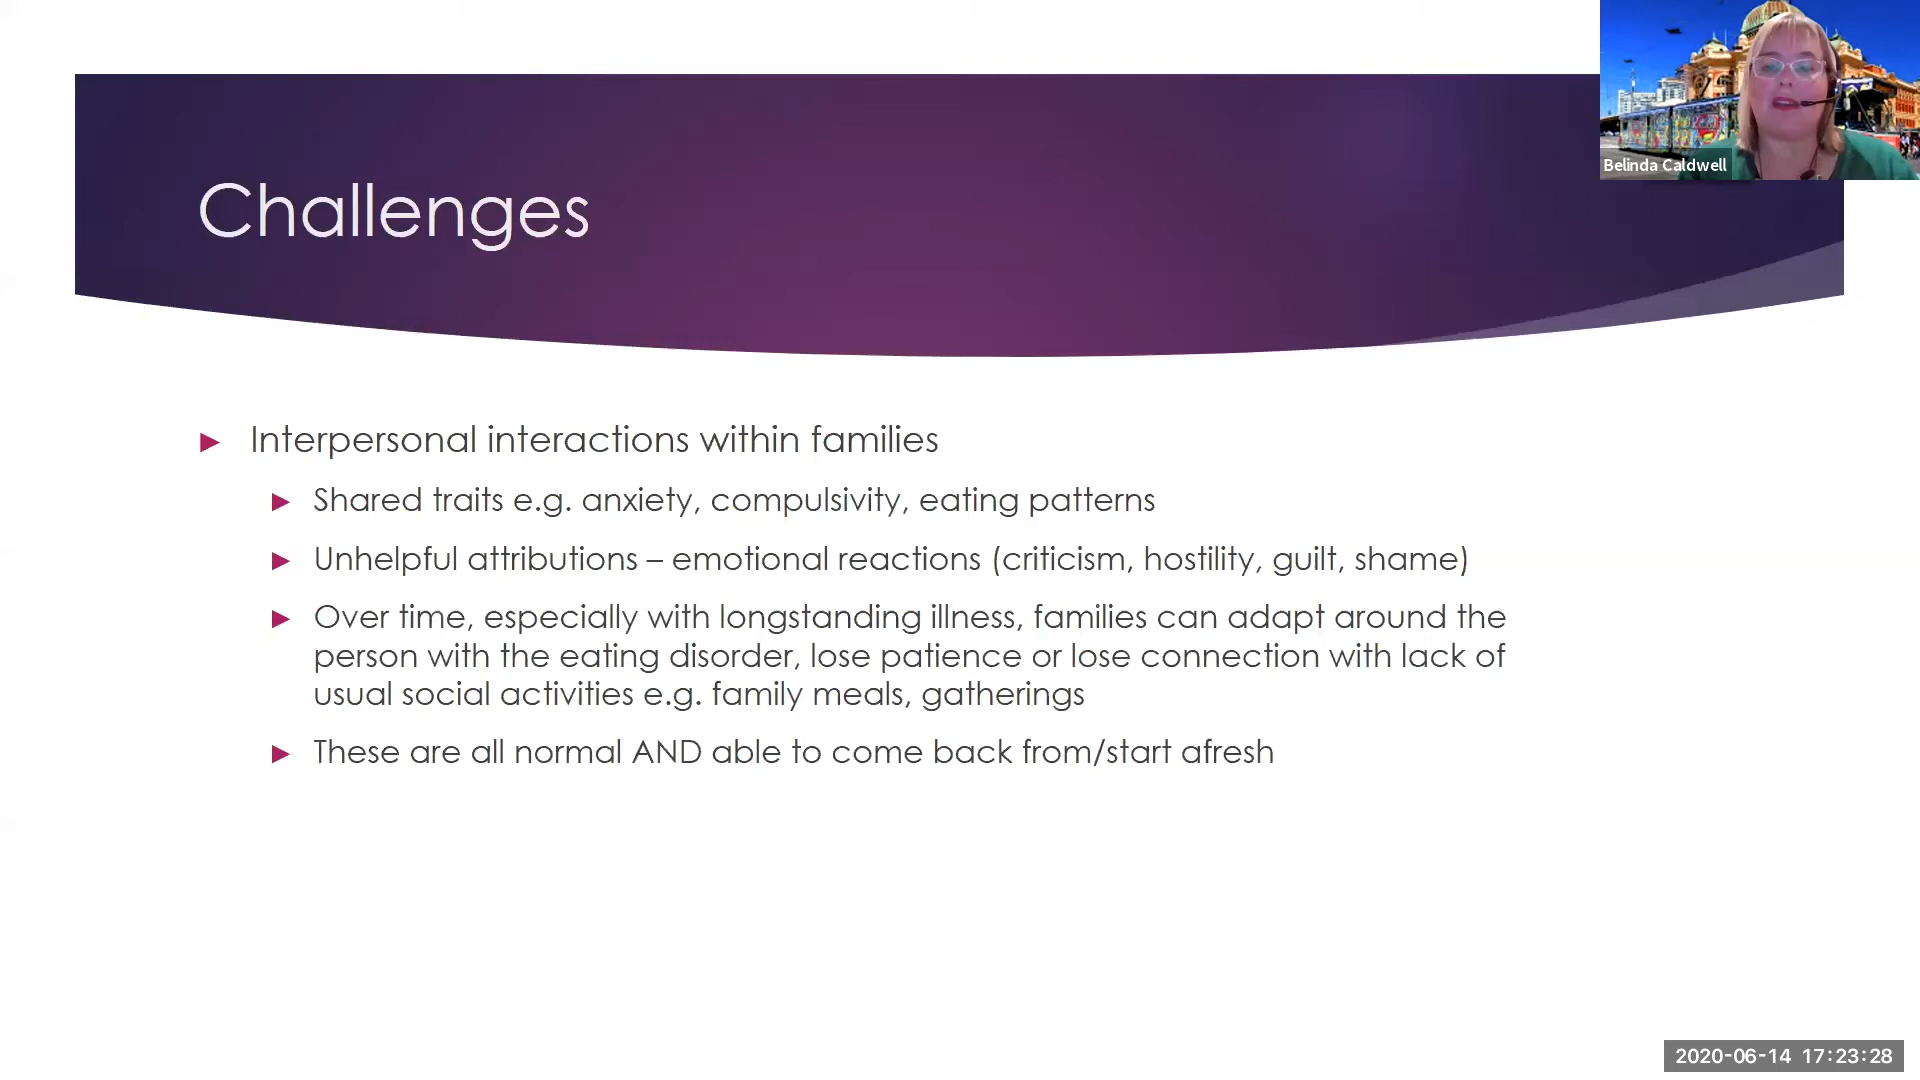 Belinda Caldwell
Challenges
► Interpersonal interactions within families
► Shared traits e.g. anxiety, compulsivity, eating patterns
► Unhelpful attributions – emotional reactions (criticism, hostility, guilt, shame)
► Over time, especially with longstanding illness, families can adapt around the
person with the eating disorder, lose patience or lose connection with lack of
usual social activities e.g. family meals, gatherings
► These are all normal AND able to come back from/start afresh
2020-06-14 17:23:28